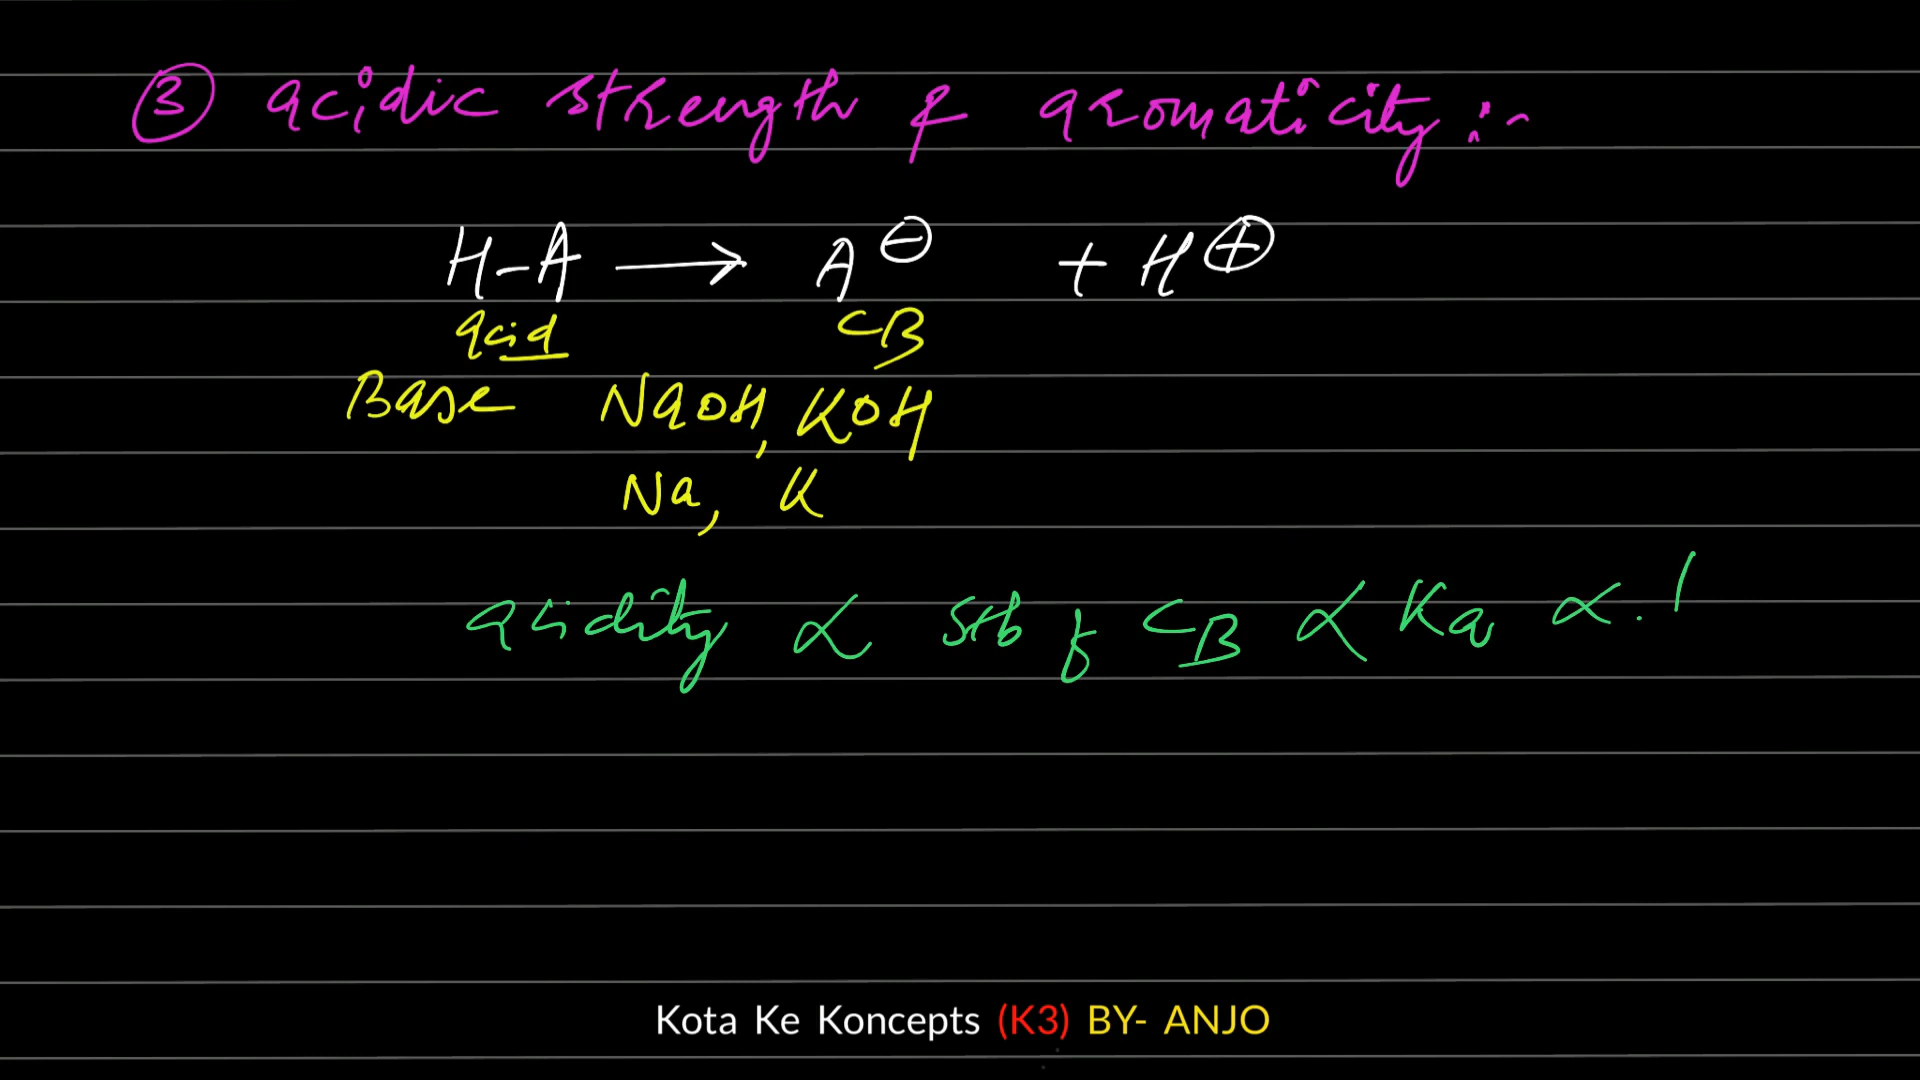 ③ acidic strength & aromaticity :-
H-A → A⊖ + H⊕
acid CB
Base NaOH, KOH
Na, K
acidity ∝ stb of CB ∝ Ka ∝
Kota Ke Koncepts (K3) BY- ANJO